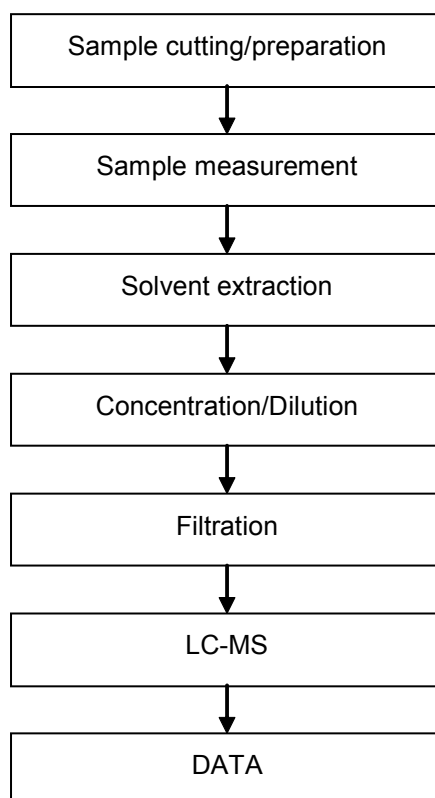 Sample cutting/preparation
Sample measurement
Solvent extraction
Concentration/Dilution
Filtration
LC-MS
DATA